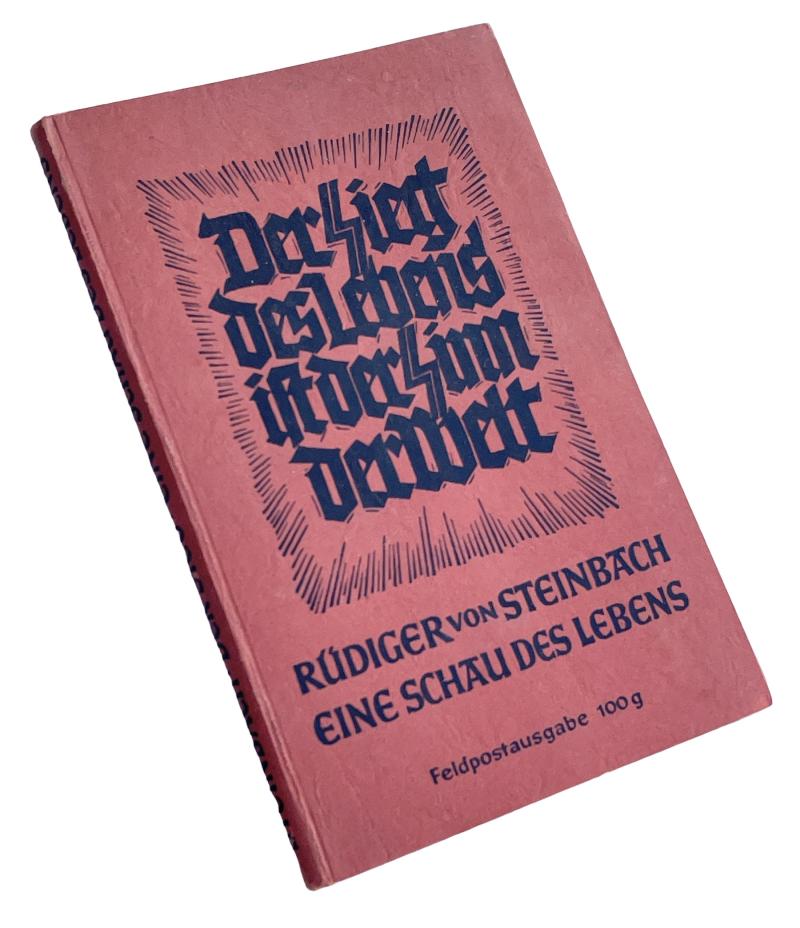 Der Sieg
des Lebens
iſt der Sinn
der Welt
RÜDIGER VON STEINBACH
EINE SCHAU DES LEBENS
Feldpostausgabe 100 g